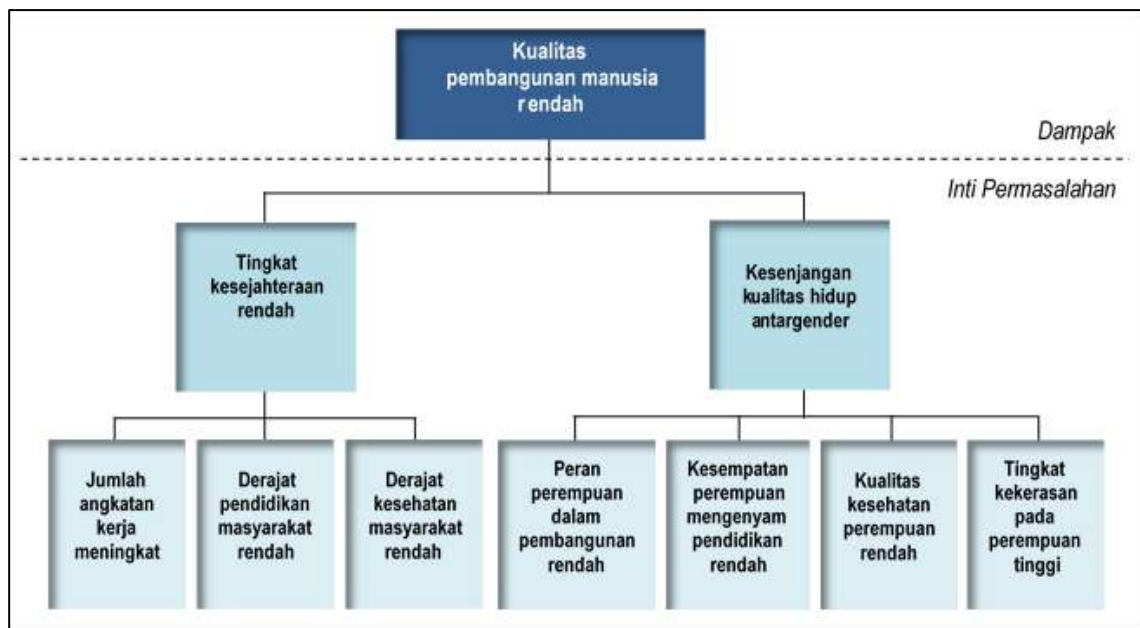 Kualitas
pembangunan manusia
rendah
Dampak
Inti Permasalahan
Tingkat
kesejahteraan
rendah
Kesenjangan
kualitas hidup
antargender
Jumlah
angkatan
kerja
meningkat
Derajat
pendidikan
masyarakat
rendah
Derajat
kesehatan
masyarakat
rendah
Peran
perempuan
dalam
pembangunan
rendah
Kesempatan
perempuan
mengenyam
pendidikan
rendah
Kualitas
kesehatan
perempuan
rendah
Tingkat
kekerasan
pada
perempuan
tinggi